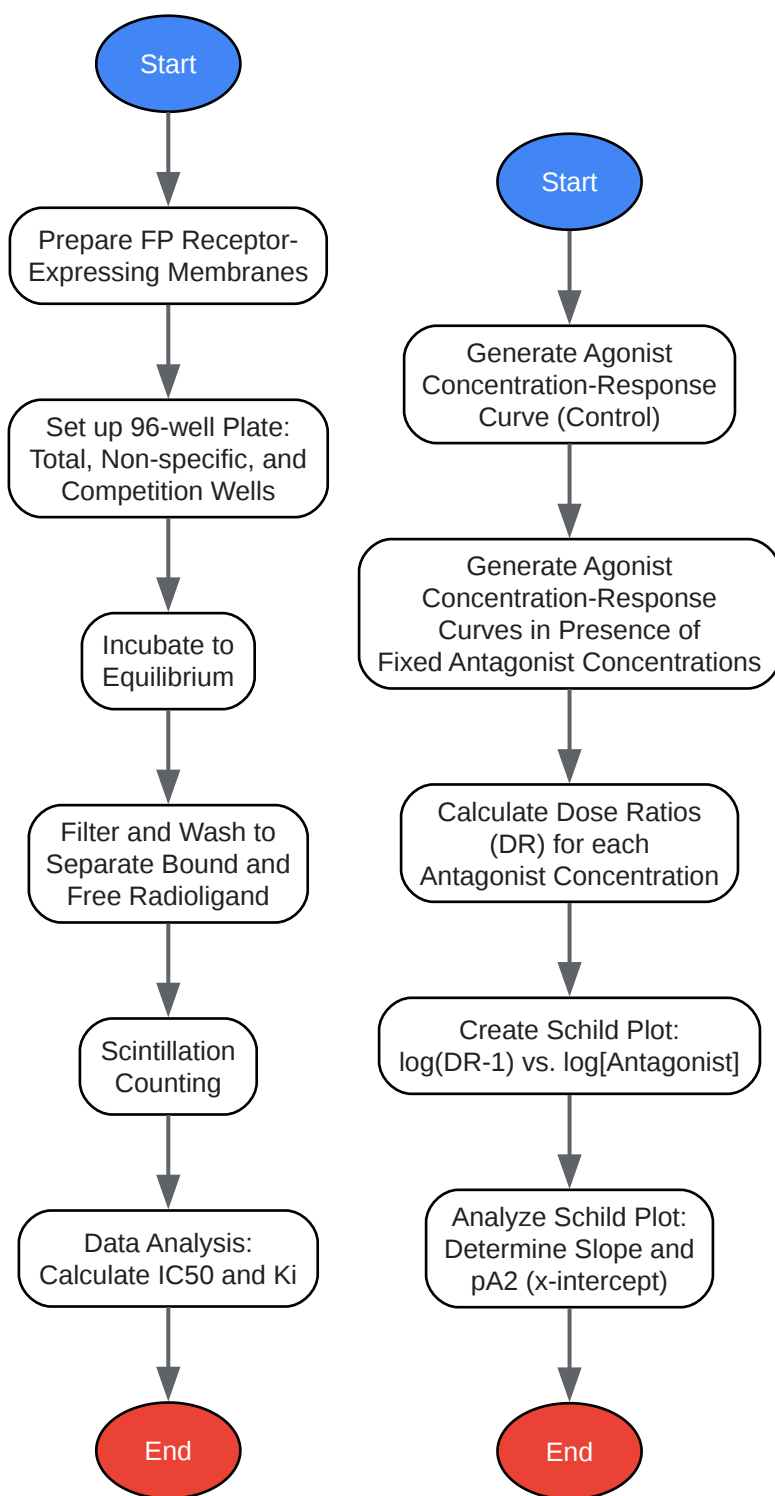 Start
Prepare FP Receptor-
Expressing Membranes
Set up 96-well Plate:
Total, Non-specific, and
Competition Wells
Incubate to
Equilibrium
Filter and Wash to
Separate Bound and
Free Radioligand
Scintillation
Counting
Data Analysis:
Calculate IC50 and Ki
End
Start
Generate Agonist
Concentration-Response
Curve (Control)
Generate Agonist
Concentration-Response
Curves in Presence of
Fixed Antagonist Concentrations
Calculate Dose Ratios
(DR) for each
Antagonist Concentration
Create Schild Plot:
log(DR-1) vs. log[Antagonist]
Analyze Schild Plot:
Determine Slope and
pA2 (x-intercept)
End